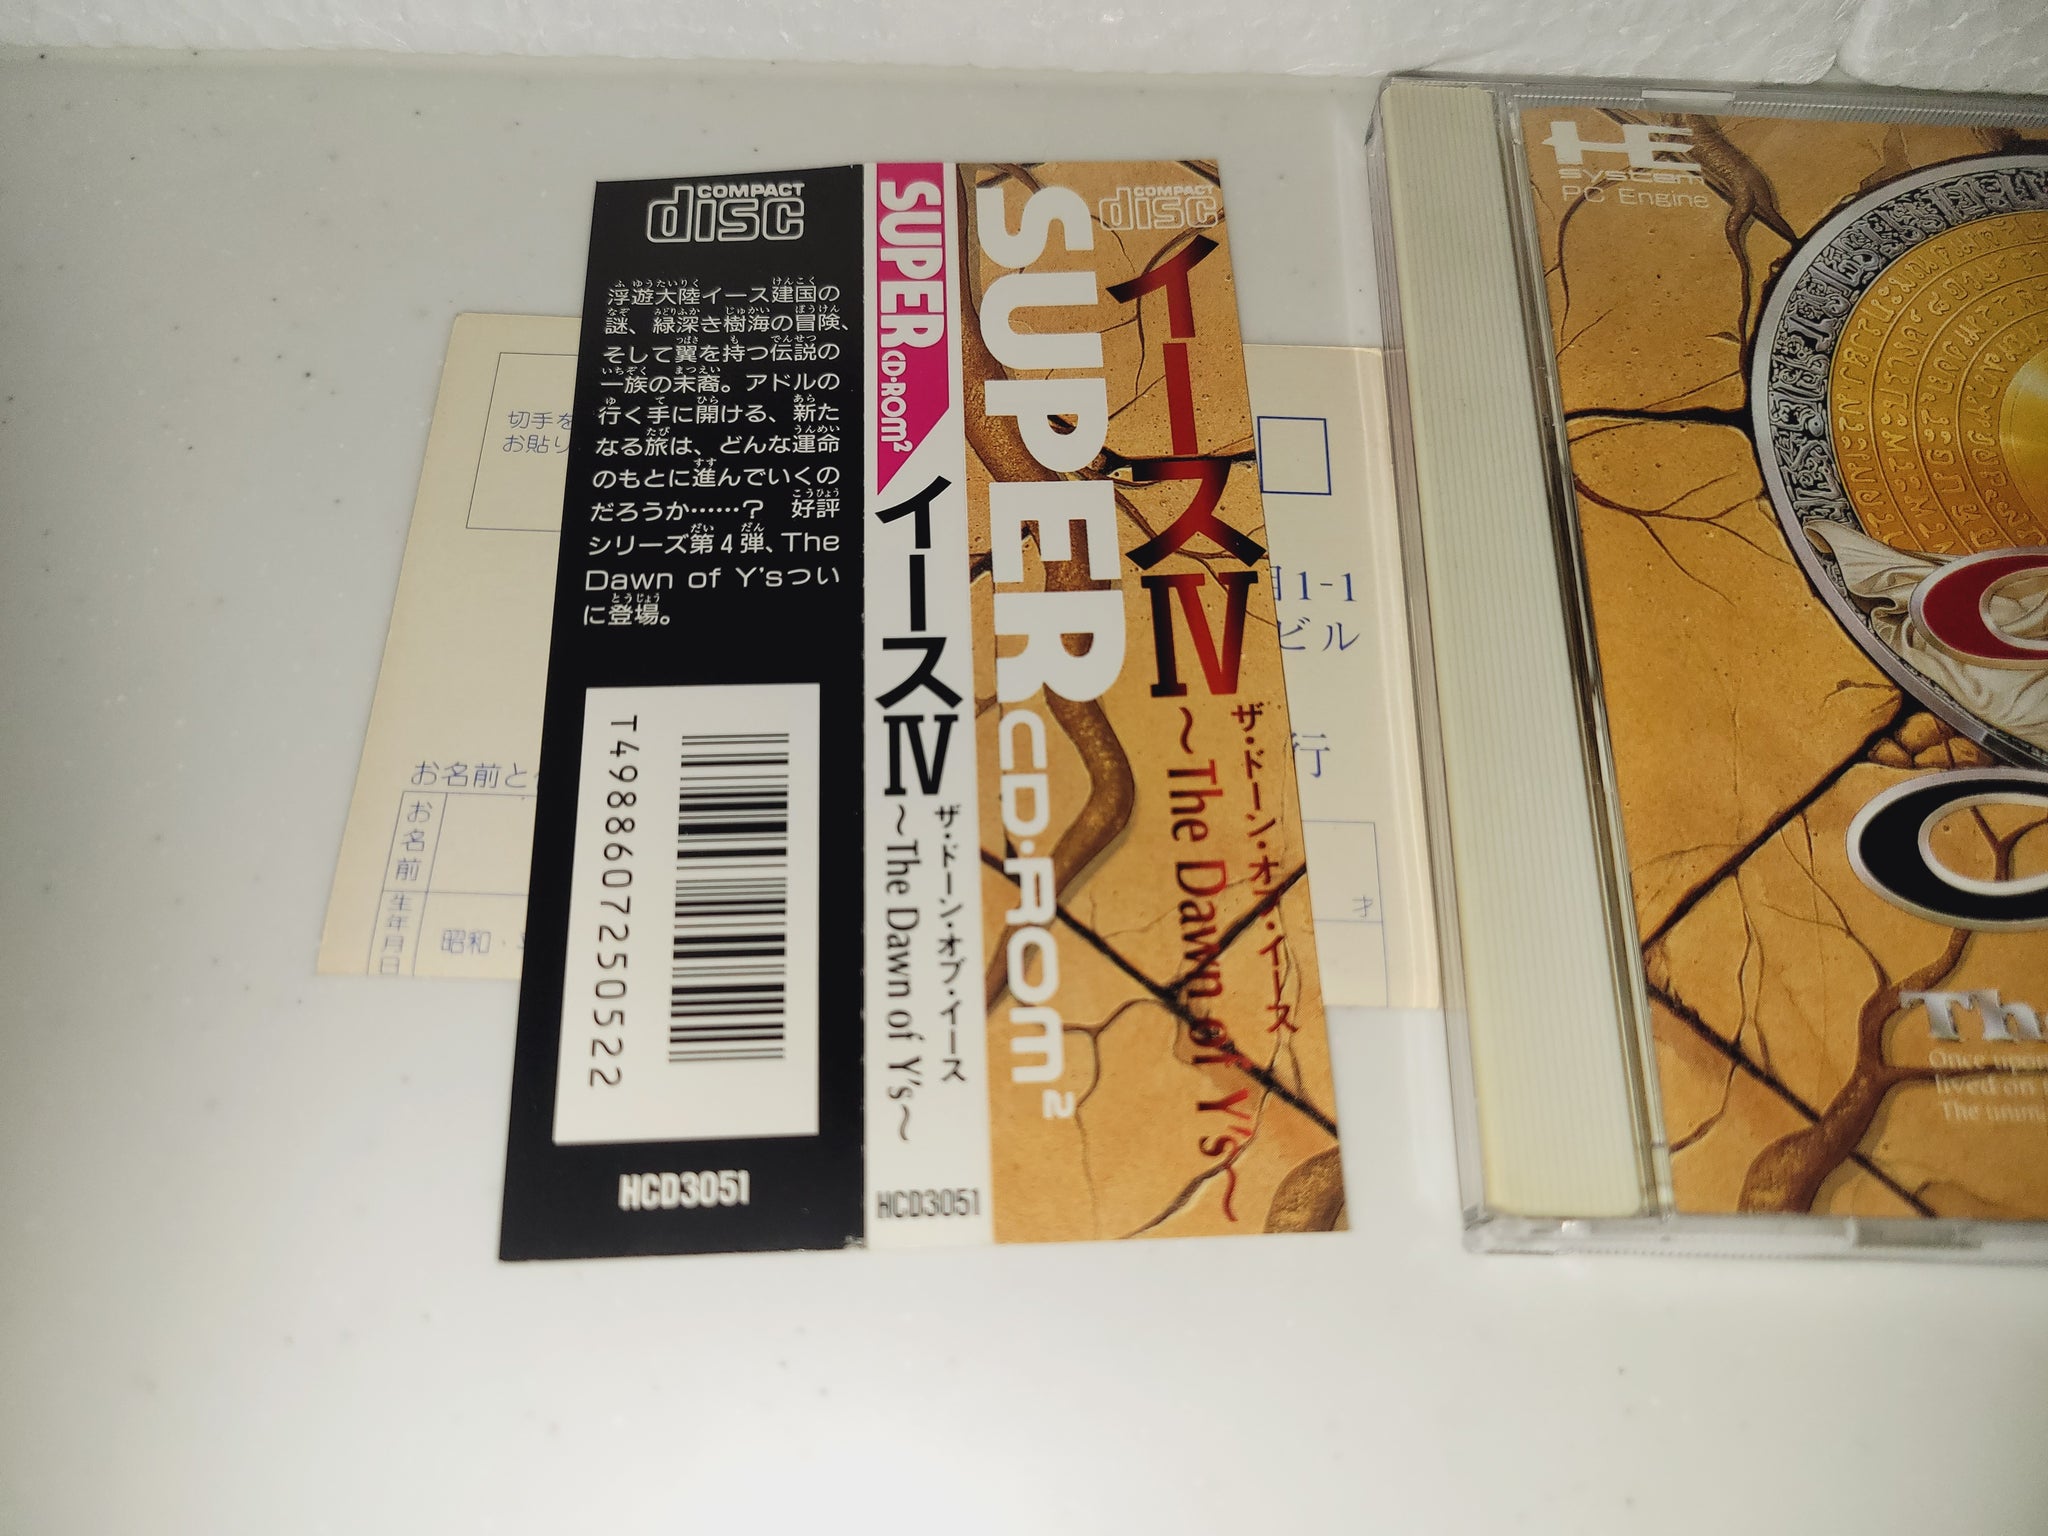 COMPACT
disc
浮遊大陸イース建国の
謎、緑深き樹海の冒険、
そして翼を持つ伝説の
一族の末裔。アドルの
行く手に開ける、新た
なる旅は、どんな運命
のもとに進んでいくの
だろうか……？ 好評
シリーズ第4弾、The
Dawn of Y'sつい
に登場。
T4988607250522
HCD3051
SUPER CD・ROM²
イースIV
ザ・ドーン・オブ・イース
～The Dawn of Y's～
HCD3051
COMPACT
disc
SUPER CD・ROM²
イースIV
ザ・ドーン・オブ・イース
～The Dawn of Y's～
切手を
お貼り
お名前と
お名前
生年月日
昭和・
1-1
ビル
行
才
HE
system
PC Engine
Once upon
lived on